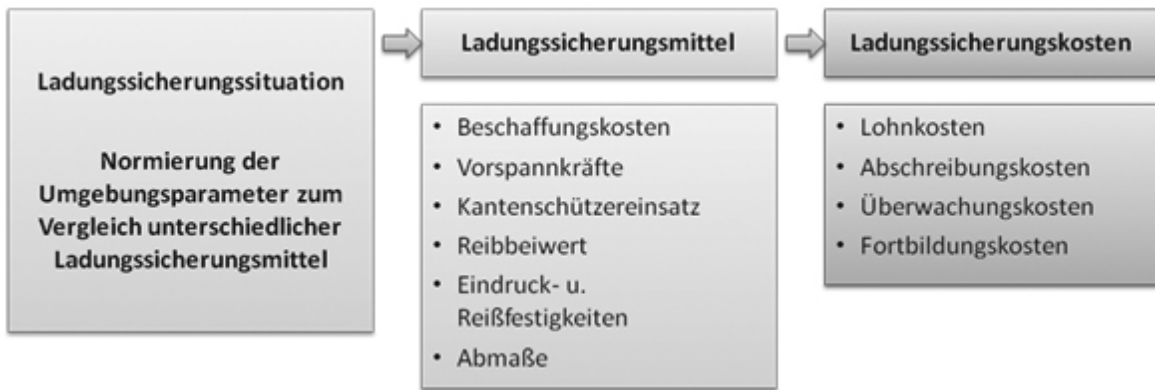 Ladungssicherungssituation
Normierung der
Umgebungsparameter zum
Vergleich unterschiedlicher
Ladungssicherungsmittel
Ladungssicherungsmittel
• Beschaffungskosten
• Vorspannkräfte
• Kantenschützereinsatz
• Reibbeiwert
• Eindruck- u.
Reißfestigkeiten
• Abmaße
Ladungssicherungskosten
• Lohnkosten
• Abschreibungskosten
• Überwachungskosten
• Fortbildungskosten